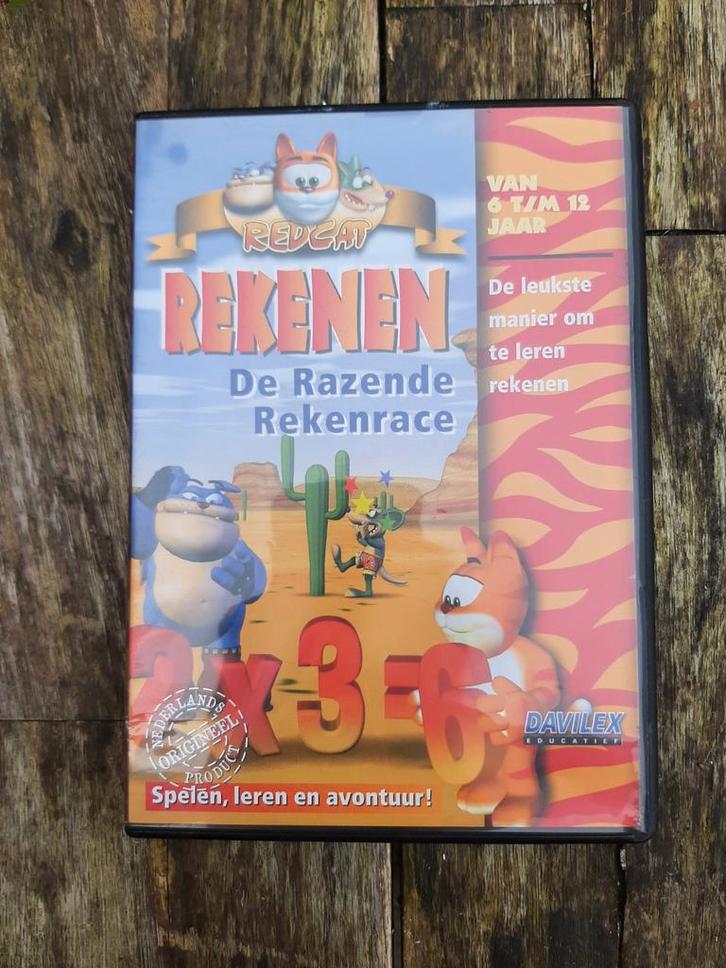 REDCAT
REKENEN
De Razende
Rekenrace
VAN
6 T/M 12
JAAR
De leukste
manier om
te leren
rekenen
2 x 3 = 6
NEDERLANDS
ORIGINEEL
PRODUCT
DAVILEX
EDUCATIEF
Spelen, leren en avontuur!